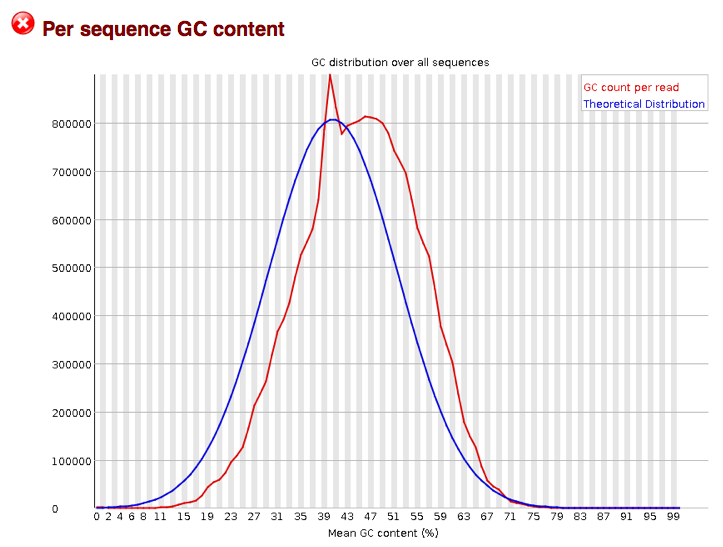 Per sequence GC content
GC distribution over all sequences
GC count per read
Theoretical Distribution
800000
700000
600000
500000
400000
300000
200000
100000
0
0 2 4 6 8 11 15 19 23 27 31 35 39 43 47 51 55 59 63 67 71 75 79 83 87 91 95 99
Mean GC content (%)